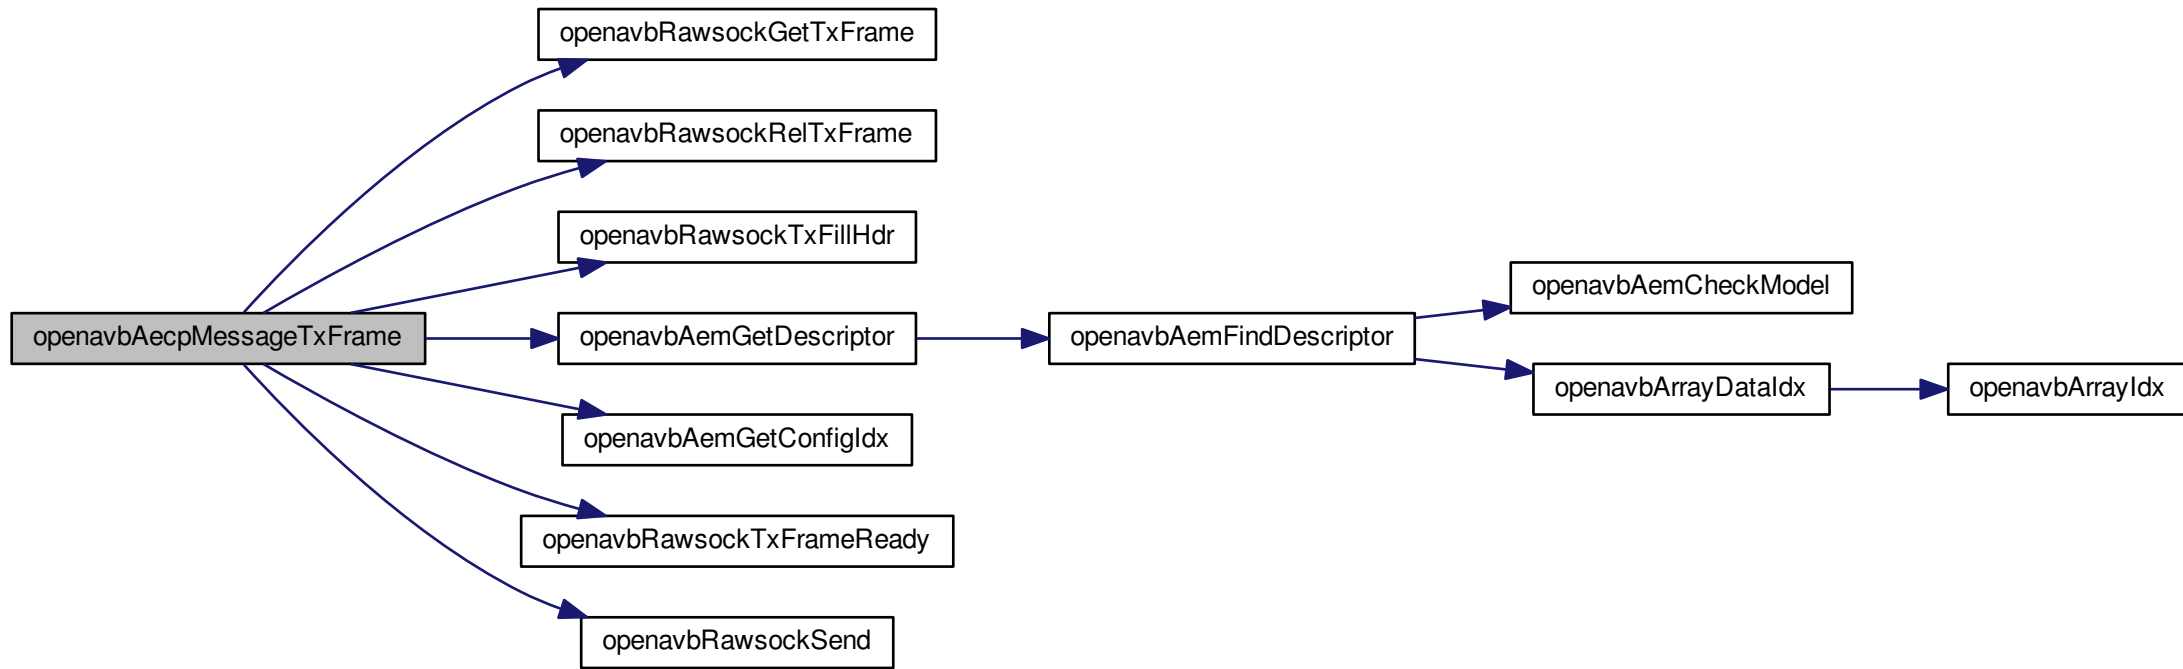 openavbRawsockGetTxFrame
openavbRawsockRelTxFrame
openavbRawsockTxFillHdr
openavbAemCheckModel
openavbAecpMessageTxFrame
openavbAemGetDescriptor
openavbAemFindDescriptor
openavbArrayDataIdx
openavbArrayIdx
openavbAemGetConfigIdx
openavbRawsockTxFrameReady
openavbRawsockSend